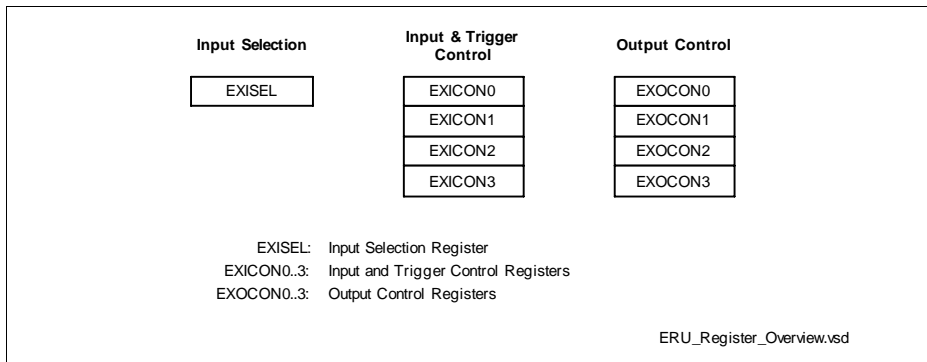 Input Selection
EXISEL
Input & Trigger
Control
EXICON0
EXICON1
EXICON2
EXICON3
Output Control
EXOCON0
EXOCON1
EXOCON2
EXOCON3
EXISEL: Input Selection Register
EXICON0..3: Input and Trigger Control Registers
EXOCON0..3: Output Control Registers
ERU_Register_Overview.vsd